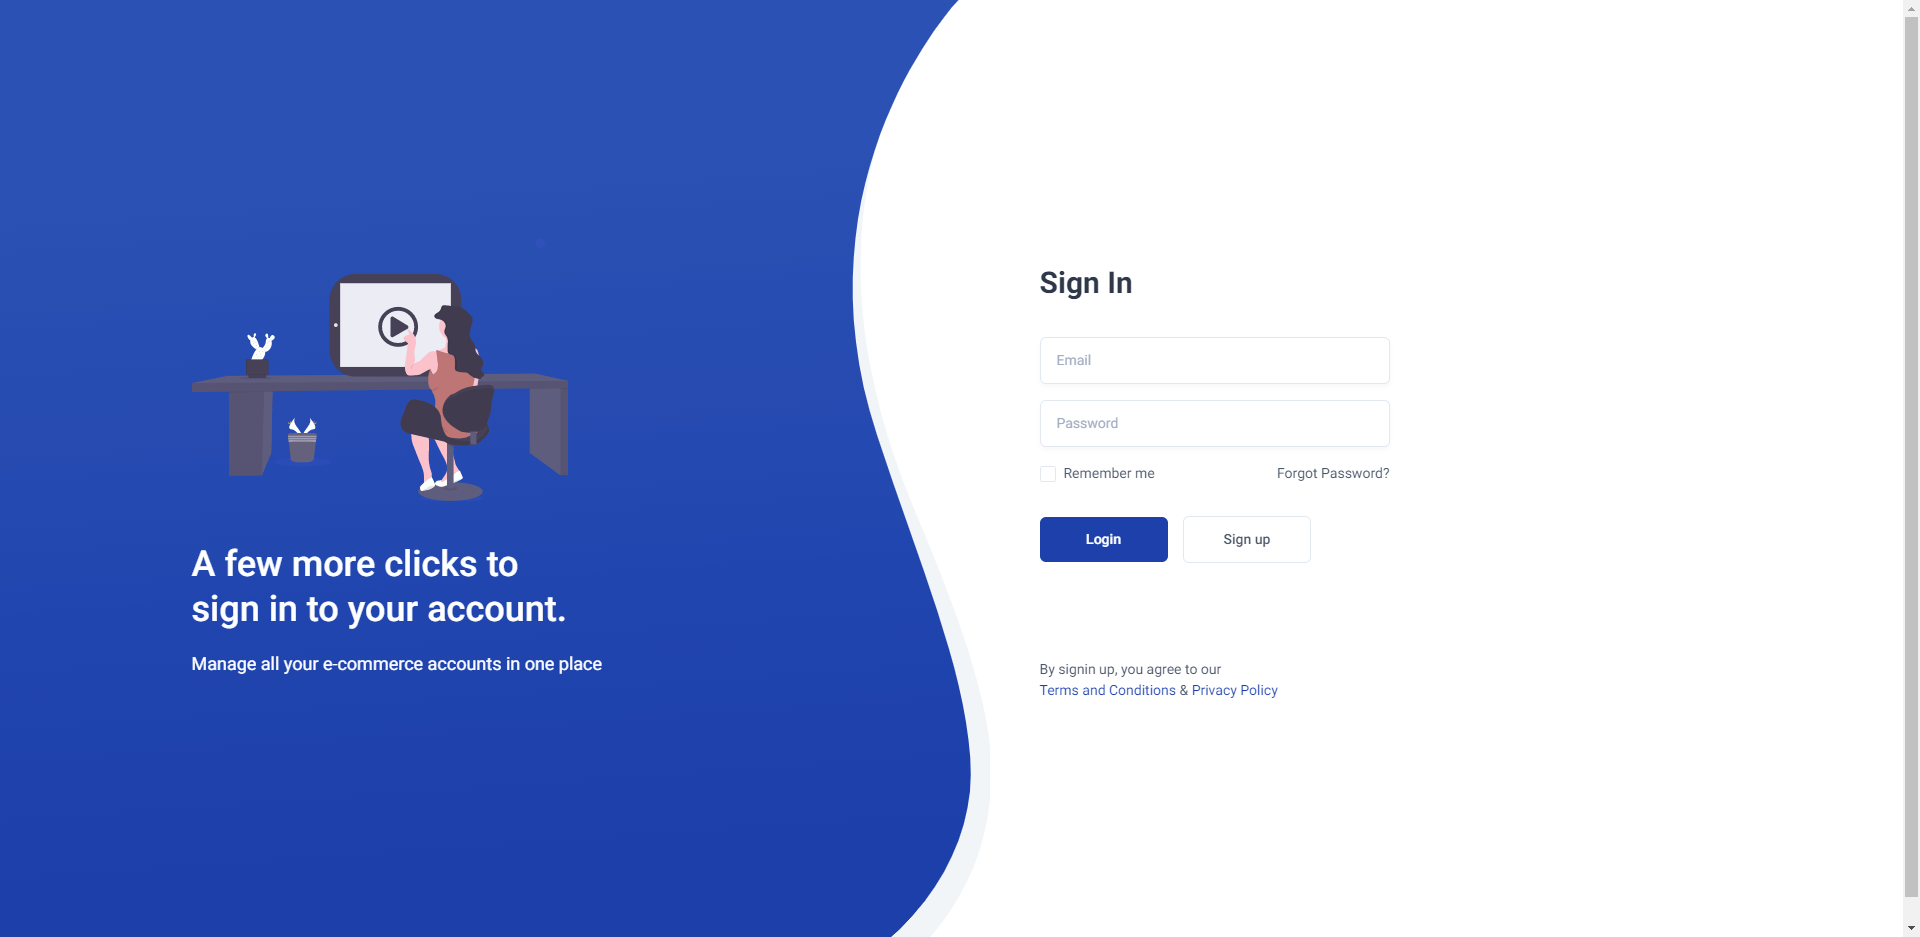 A few more clicks to
sign in to your account.
Manage all your e-commerce accounts in one place
Sign In
Email
Password
Remember me
Forgot Password?
Login
Sign up
By signin up, you agree to our
Terms and Conditions & Privacy Policy